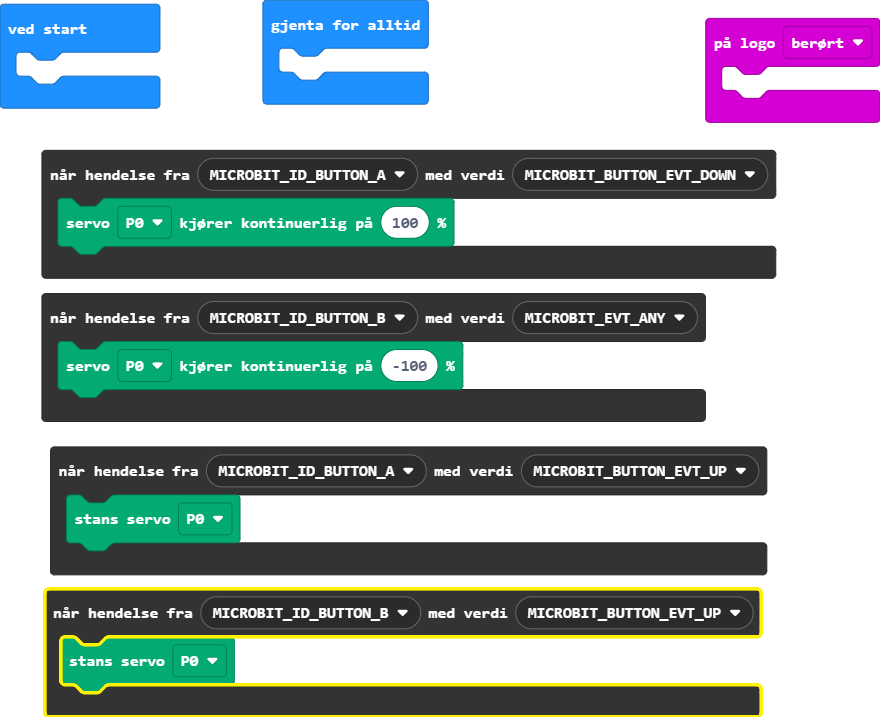 ved start
gjenta for alltid
på logo berørt
når hendelse fra MICROBIT_ID_BUTTON_A med verdi MICROBIT_BUTTON_EVT_DOWN
servo P0 kjører kontinuerlig på 100 %
når hendelse fra MICROBIT_ID_BUTTON_B med verdi MICROBIT_EVT_ANY
servo P0 kjører kontinuerlig på -100 %
når hendelse fra MICROBIT_ID_BUTTON_A med verdi MICROBIT_BUTTON_EVT_UP
stans servo P0
når hendelse fra MICROBIT_ID_BUTTON_B med verdi MICROBIT_BUTTON_EVT_UP
stans servo P0